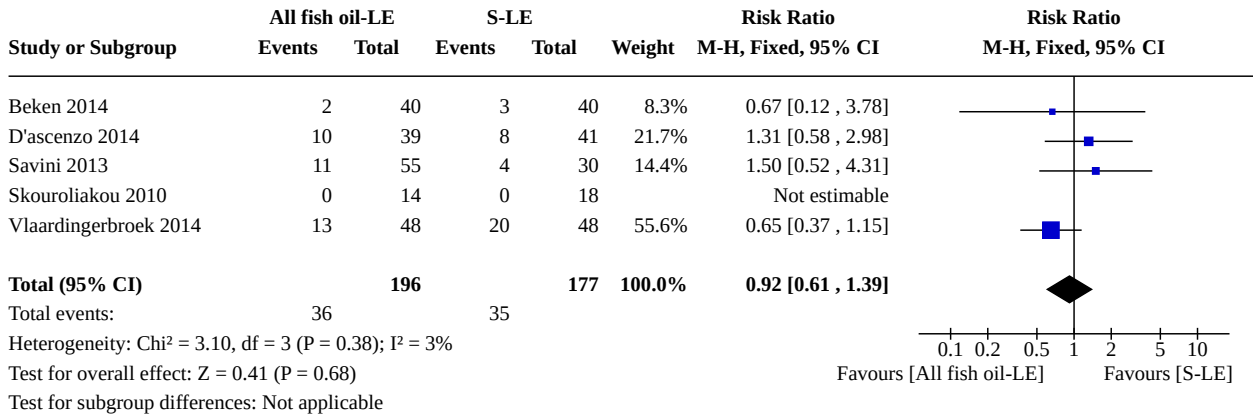 All fish oil-LE S-LE Risk Ratio Risk Ratio
Study or Subgroup Events Total Events Total Weight M-H, Fixed, 95% CI M-H, Fixed, 95% CI
Beken 2014 2 40 3 40 8.3% 0.67 [0.12 , 3.78]
D'ascenzo 2014 10 39 8 41 21.7% 1.31 [0.58 , 2.98]
Savini 2013 11 55 4 30 14.4% 1.50 [0.52 , 4.31]
Skouroliakou 2010 0 14 0 18 Not estimable
Vlaardingerbroek 2014 13 48 20 48 55.6% 0.65 [0.37 , 1.15]
Total (95% CI) 196 177 100.0% 0.92 [0.61 , 1.39]
Total events: 36 35
Heterogeneity: Chi² = 3.10, df = 3 (P = 0.38); I² = 3%
0.1 0.2 0.5 1 2 5 10
Test for overall effect: Z = 0.41 (P = 0.68)
Favours [All fish oil-LE] Favours [S-LE]
Test for subgroup differences: Not applicable